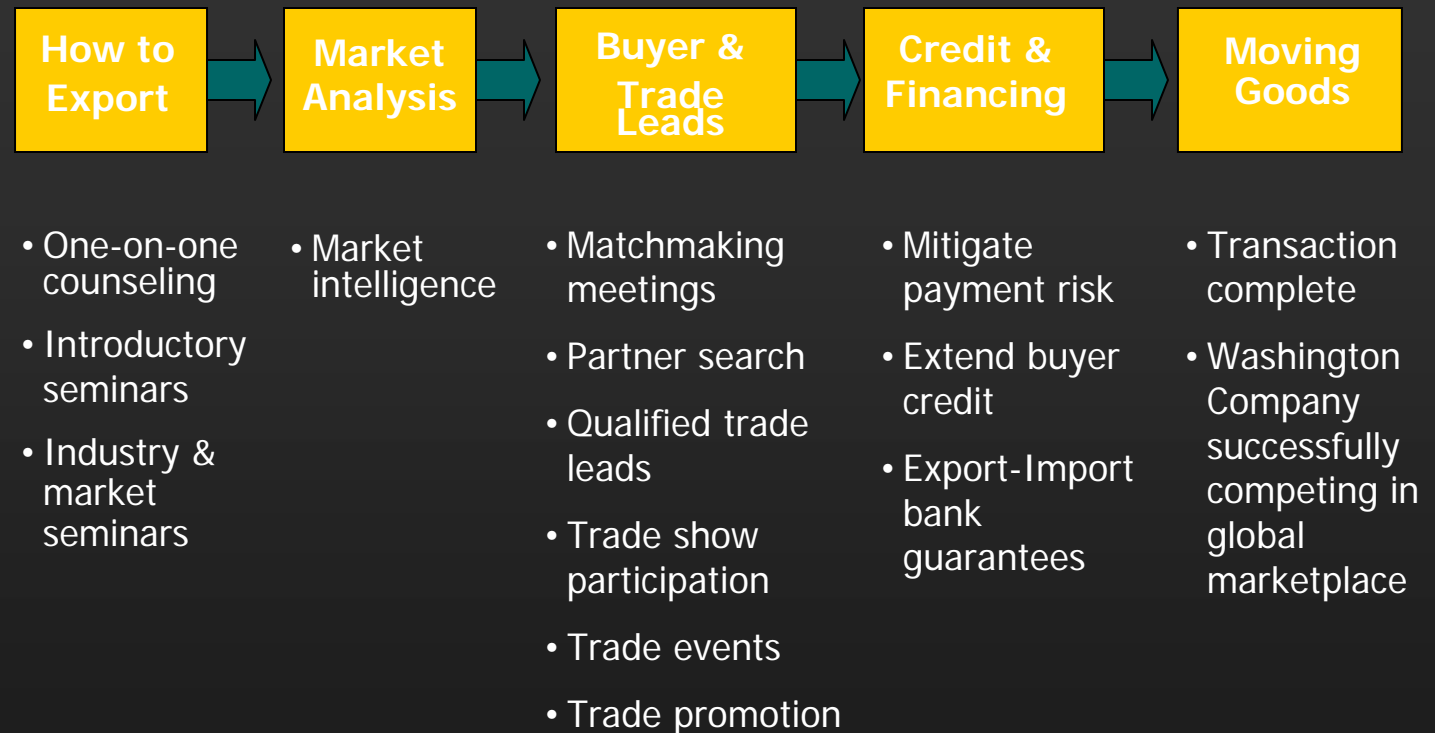 How to
Export
Market
Analysis
Buyer &
Trade
Leads
Credit &
Financing
Moving
Goods
• One-on-one
counseling
• Introductory
seminars
• Industry &
market
seminars
• Market
intelligence
• Matchmaking
meetings
• Partner search
• Qualified trade
leads
• Trade show
participation
• Trade events
• Trade promotion
• Mitigate
payment risk
• Extend buyer
credit
• Export-Import
bank
guarantees
• Transaction
complete
• Washington
Company
successfully
competing in
global
marketplace